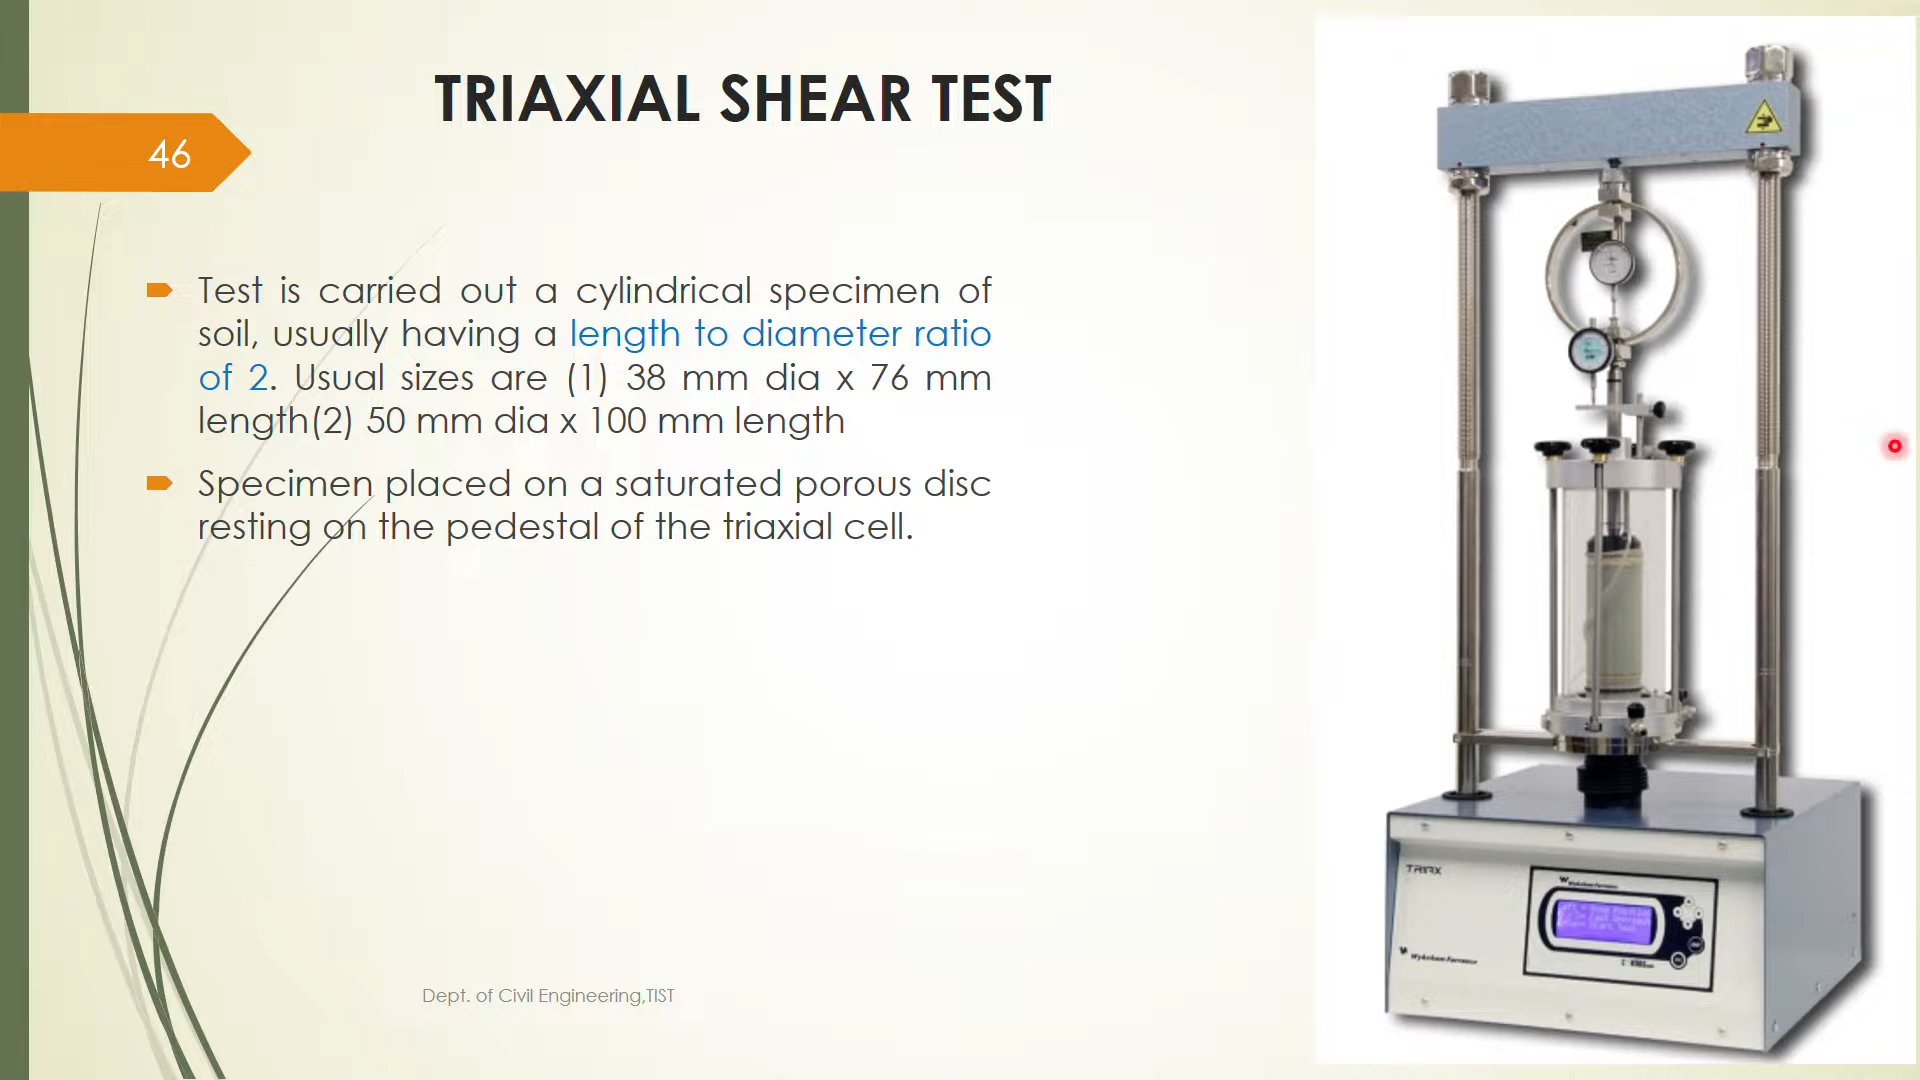 TRIAXIAL SHEAR TEST
46
Test is carried out a cylindrical specimen of
soil, usually having a length to diameter ratio
of 2. Usual sizes are (1) 38 mm dia x 76 mm
length(2) 50 mm dia x 100 mm length
Specimen placed on a saturated porous disc
resting on the pedestal of the triaxial cell.
Wykeham Farrance
Dept. of Civil Engineering,TIST